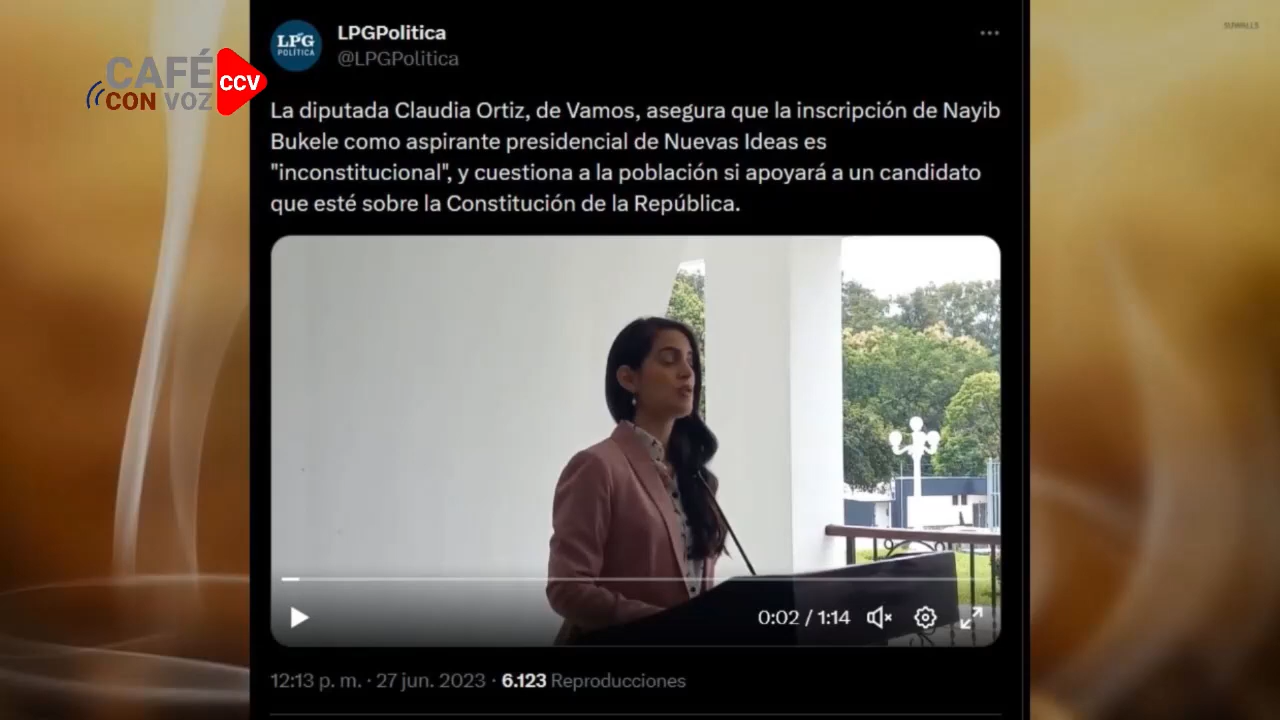 SUWALLS
LPGPolitica
@LPGPolitica
LPG
POLÍTICA
CAFÉ
CON VOZ
CCV
La diputada Claudia Ortiz, de Vamos, asegura que la inscripción de Nayib
Bukele como aspirante presidencial de Nuevas Ideas es
"inconstitucional", y cuestiona a la población si apoyará a un candidato
que esté sobre la Constitución de la República.
0:02 / 1:14
12:13 p. m. · 27 jun. 2023 · 6.123 Reproducciones